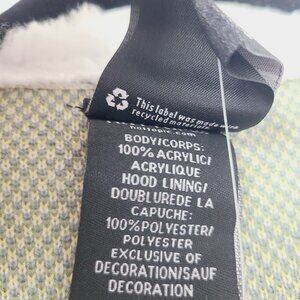 This label was made
recycled materials
hottopic.com
BODY/CORPS:
100% ACRYLIC/
ACRYLIQUE
HOOD LINING/
DOUBLUREDE LA
CAPUCHE:
100%POLYESTER/
POLYESTER
EXCLUSIVE OF
DECORATION/SAUF
DECORATION